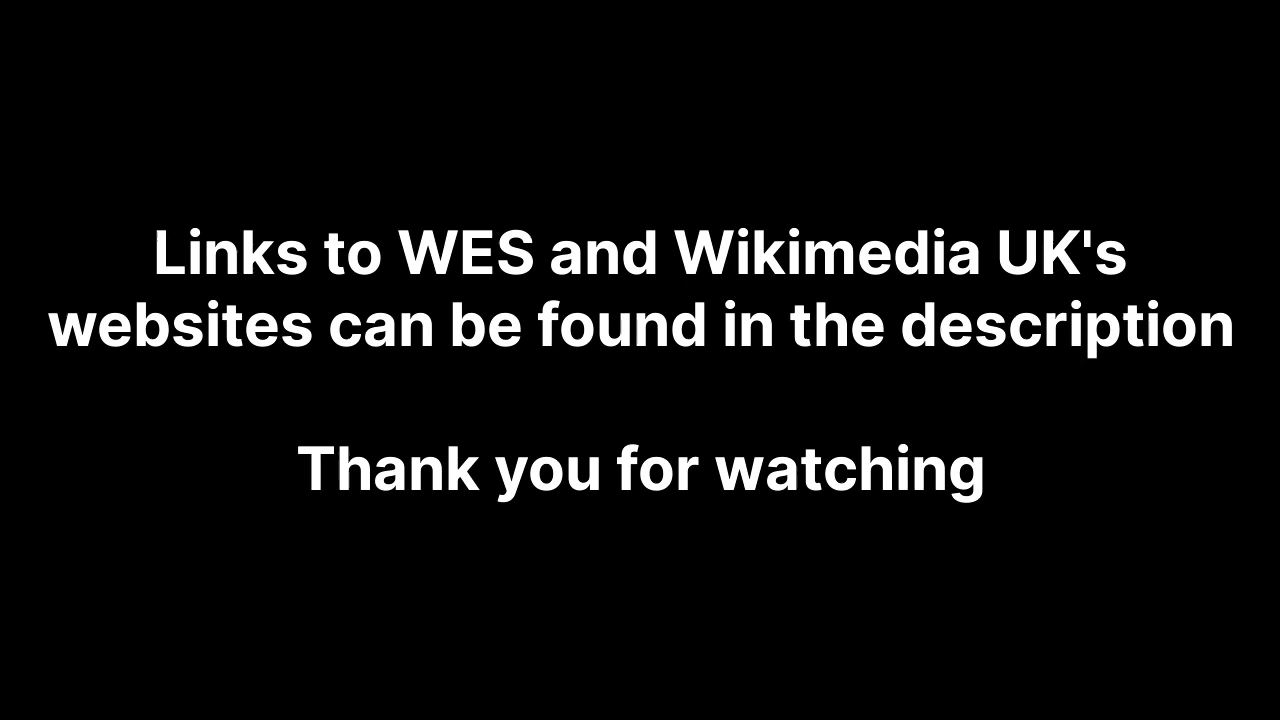 Links to WES and Wikimedia UK's
websites can be found in the description
Thank you for watching